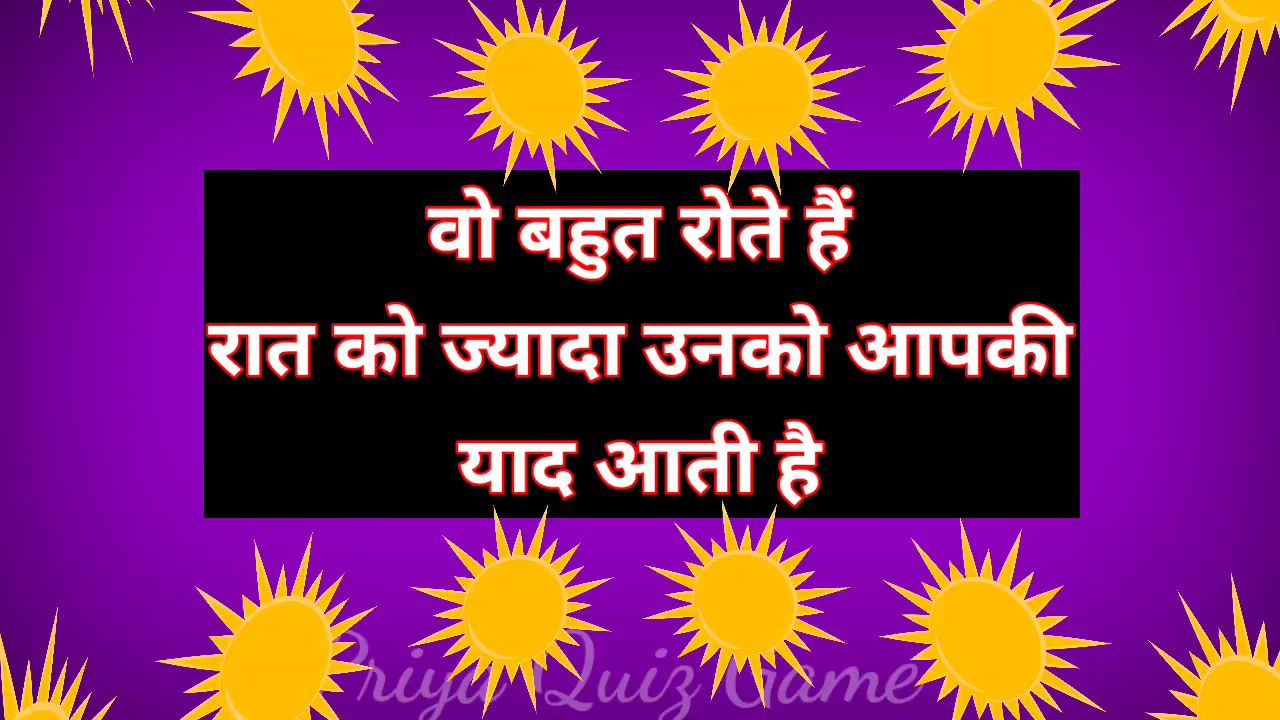 वो बहुत रोते हैं
रात को ज्यादा उनको आपकी
याद आती है
Priya Quiz Game